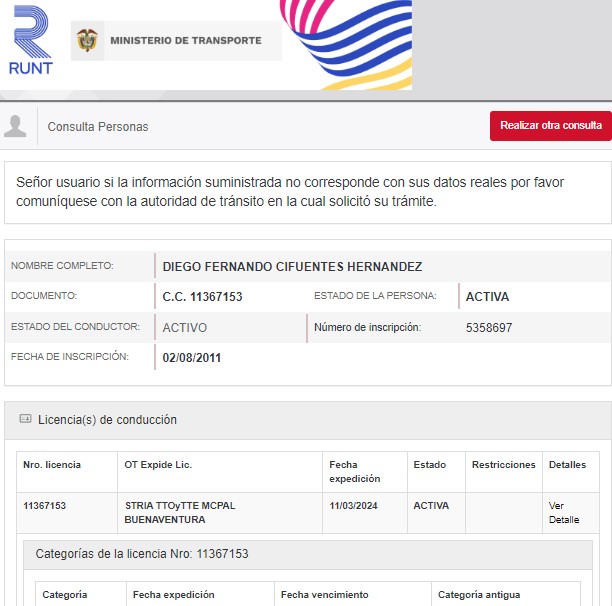 RUNT
MINISTERIO DE TRANSPORTE
Consulta Personas
Realizar otra consulta
Señor usuario si la información suministrada no corresponde con sus datos reales por favor
comuníquese con la autoridad de tránsito en la cual solicitó su trámite.
NOMBRE COMPLETO: DIEGO FERNANDO CIFUENTES HERNANDEZ
DOCUMENTO: C.C. 11367153 ESTADO DE LA PERSONA: ACTIVA
ESTADO DEL CONDUCTOR: ACTIVO Número de inscripción: 5358697
FECHA DE INSCRIPCIÓN: 02/08/2011
Licencia(s) de conducción
Nro. licencia OT Expide Lic. Fecha expedición Estado Restricciones Detalles
11367153 STRIA TTOyTTE MCPAL BUENAVENTURA 11/03/2024 ACTIVA Ver Detalle
Categorías de la licencia Nro: 11367153
Categoría Fecha expedición Fecha vencimiento Categoría antigua